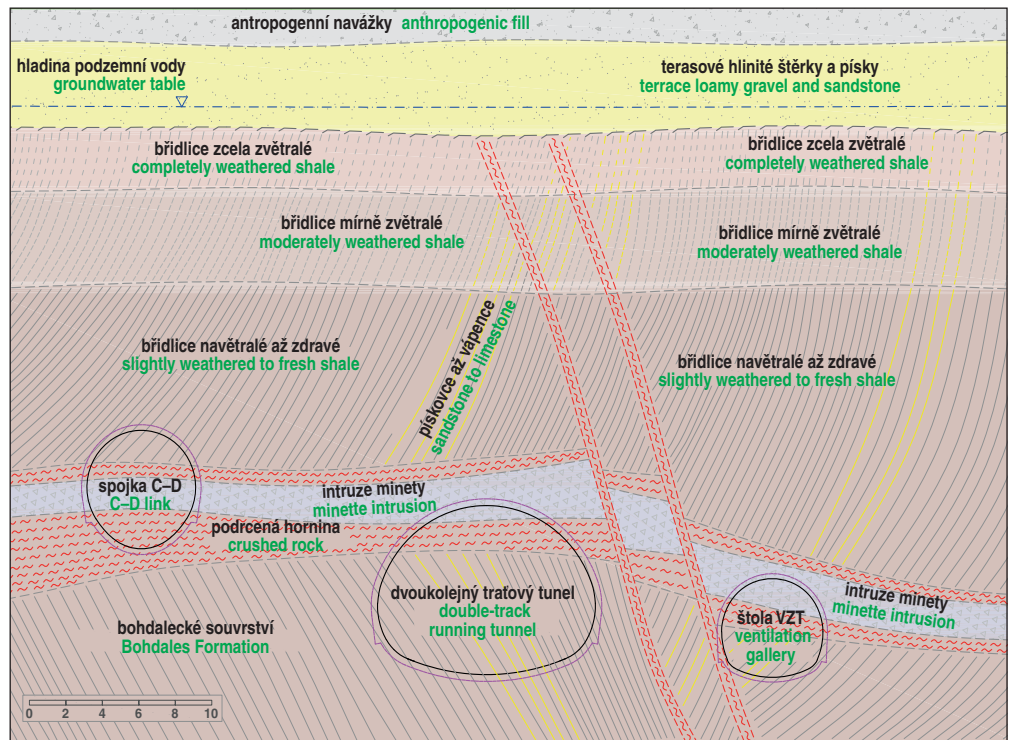 antropogenní navážky anthropogenic fill
hladina podzemní vody
groundwater table
terasové hlinité štěrky a písky
terrace loamy gravel and sandstone
břidlice zcela zvětralé
completely weathered shale
břidlice zcela zvětralé
completely weathered shale
břidlice mírně zvětralé
moderately weathered shale
břidlice mírně zvětralé
moderately weathered shale
břidlice navětralé až zdravé
slightly weathered to fresh shale
pískovce až vápence
sandstone to limestone
břidlice navětralé až zdravé
slightly weathered to fresh shale
spojka C–D
C–D link
intruze minety
minette intrusion
podrcená hornina
crushed rock
dvoukolejný traťový tunel
double-track
running tunnel
intruze minety
minette intrusion
štola VZT
ventilation
gallery
bohdalecké souvrství
Bohdales Formation
0 2 4 6 8 10